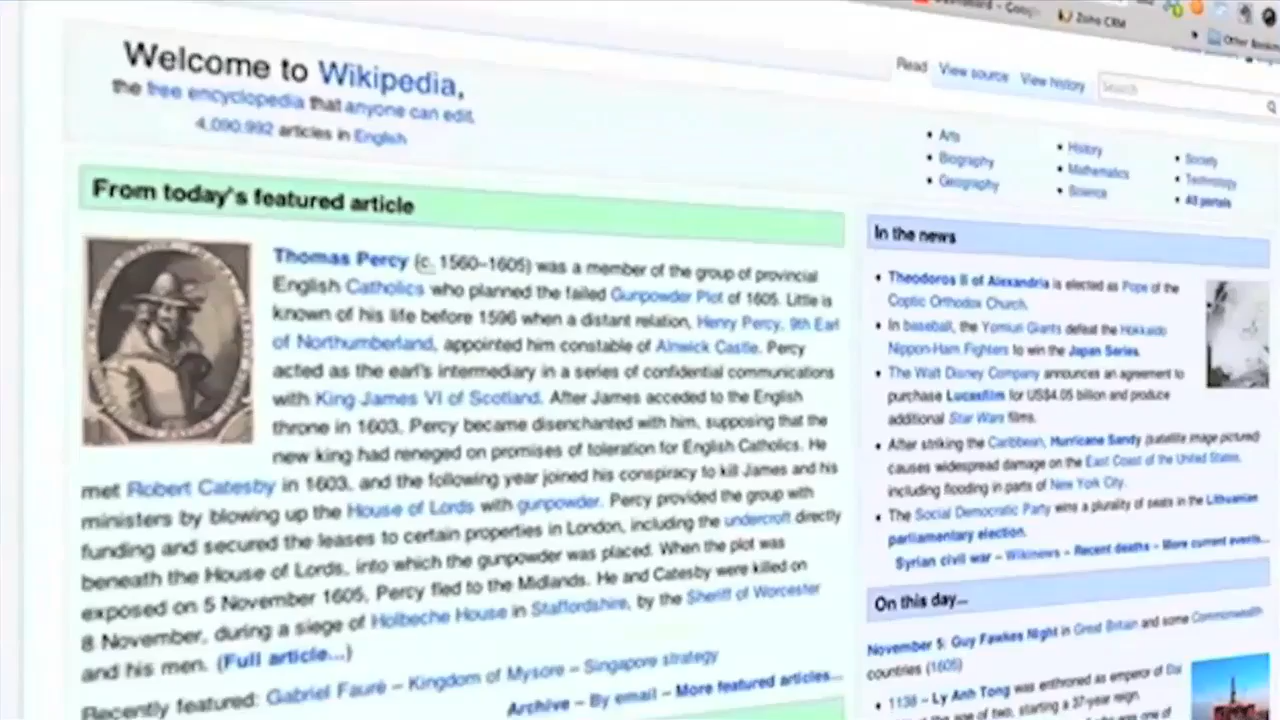 Zoho CRM
Other Book
Welcome to Wikipedia,
the free encyclopedia that anyone can edit.
4,090,992 articles in English
Read View source View history Search
Arts
Biography
Geography
History
Mathematics
Science
Society
Technology
All portals
From today's featured article
Thomas Percy (c. 1560–1605) was a member of the group of provincial
English Catholics who planned the failed Gunpowder Plot of 1605. Little is
known of his life before 1596 when a distant relation, Henry Percy, 9th Earl
of Northumberland, appointed him constable of Alnwick Castle. Percy
acted as the earl's intermediary in a series of confidential communications
with King James VI of Scotland. After James acceded to the English
throne in 1603, Percy became disenchanted with him, supposing that the
new king had reneged on promises of toleration for English Catholics. He
met Robert Catesby in 1603, and the following year joined his conspiracy to kill James and his
ministers by blowing up the House of Lords with gunpowder. Percy provided the group with
funding and secured the leases to certain properties in London, including the undercroft directly
beneath the House of Lords, into which the gunpowder was placed. When the plot was
exposed on 5 November 1605, Percy fled to the Midlands. He and Catesby were killed on
8 November, during a siege of Holbeche House in Staffordshire, by the Sheriff of Worcester
and his men. (Full article...)
Recently featured: Gabriel Fauré – Kingdom of Mysore – Singapore strategy
Archive – By email – More featured articles...
In the news
Theodoros II of Alexandria is elected as Pope of the
Coptic Orthodox Church.
In baseball, the Yomiuri Giants defeat the Hokkaido
Nippon-Ham Fighters to win the Japan Series.
The Walt Disney Company announces an agreement to
purchase Lucasfilm for US$4.05 billion and produce
additional Star Wars films.
After striking the Caribbean, Hurricane Sandy (satellite image pictured)
causes widespread damage on the East Coast of the United States,
including flooding in parts of New York City.
The Social Democratic Party wins a plurality of seats in the Lithuanian
parliamentary election.
Syrian civil war – Wikinews – Recent deaths – More current events...
On this day...
November 5: Guy Fawkes Night in Great Britain and some Commonwealth
countries (1605)
1138 – Ly Anh Tong was enthroned as emperor of Dai
the age of two, starting a 37-year reign.